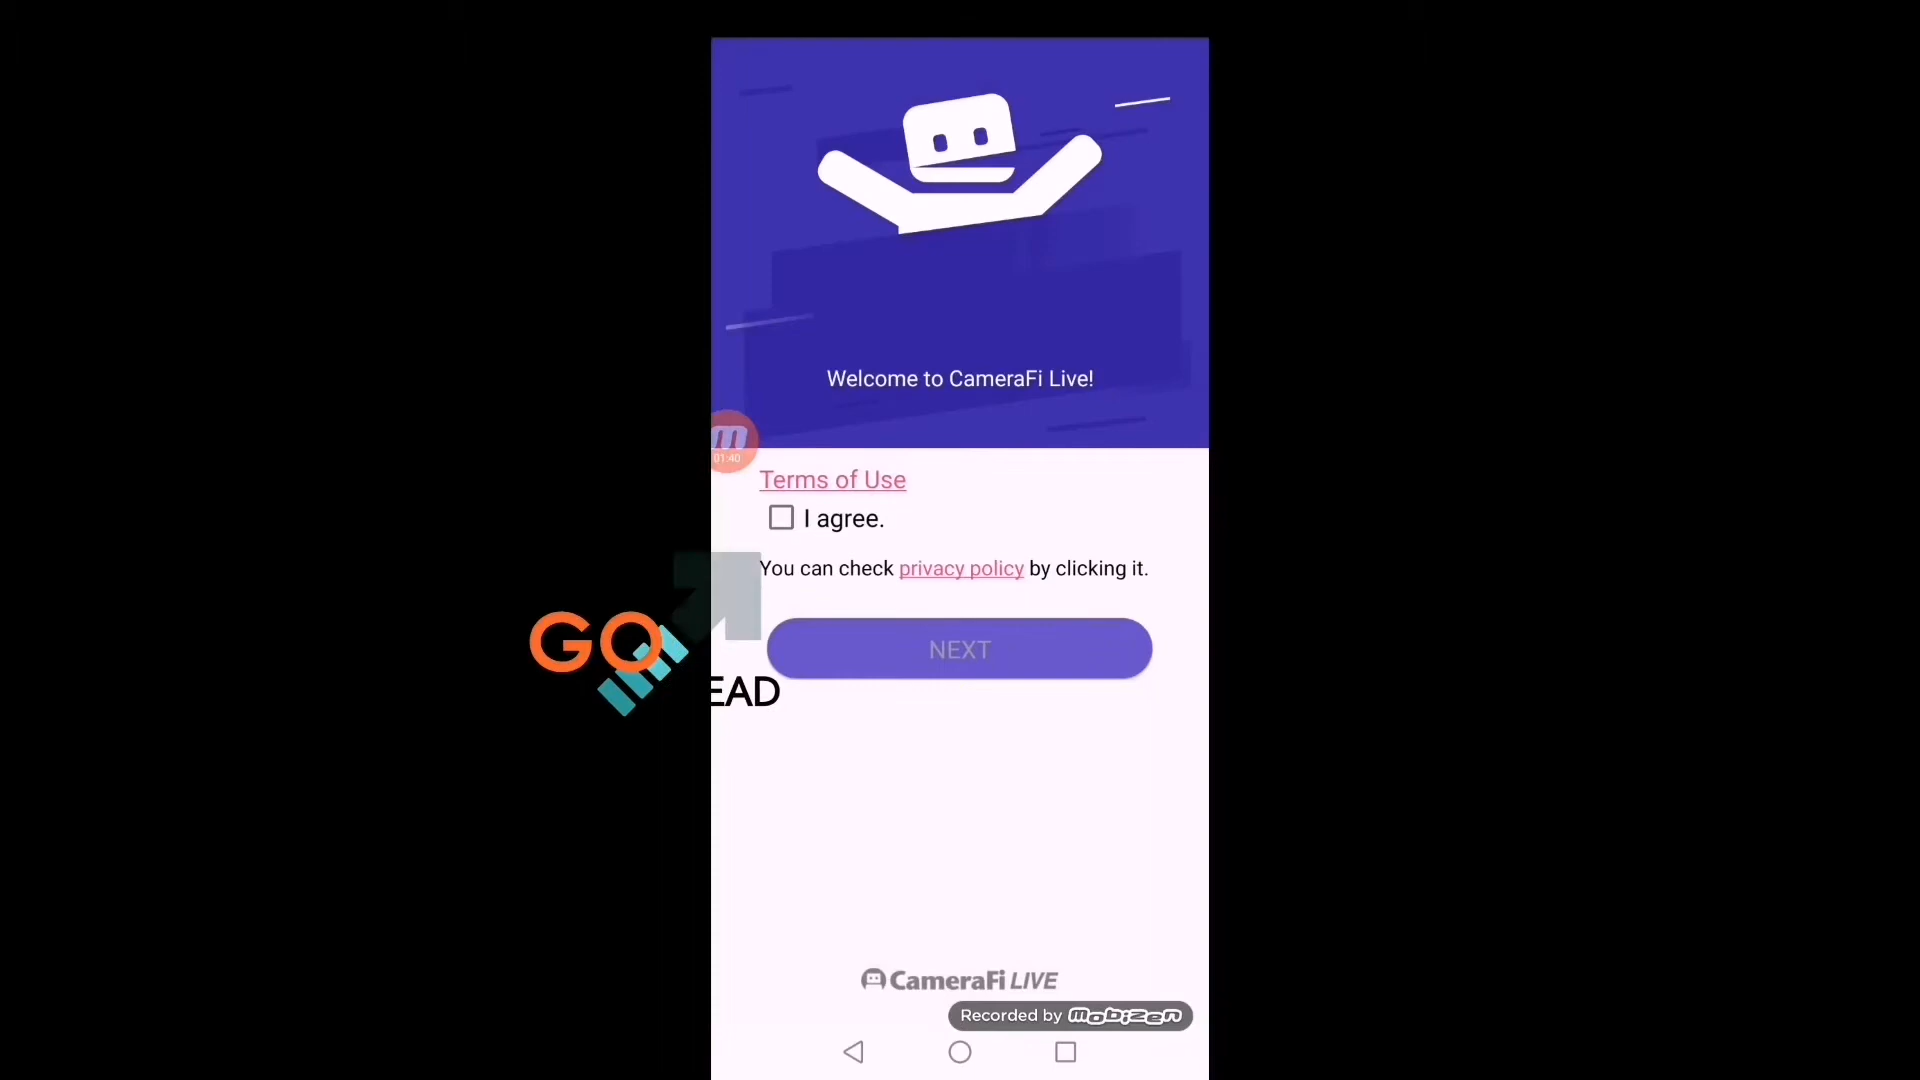 Welcome to CameraFi Live!
m
01:40
Terms of Use
I agree.
You can check privacy policy by clicking it.
GO
EAD
NEXT
CameraFi LIVE
Recorded by mobizen